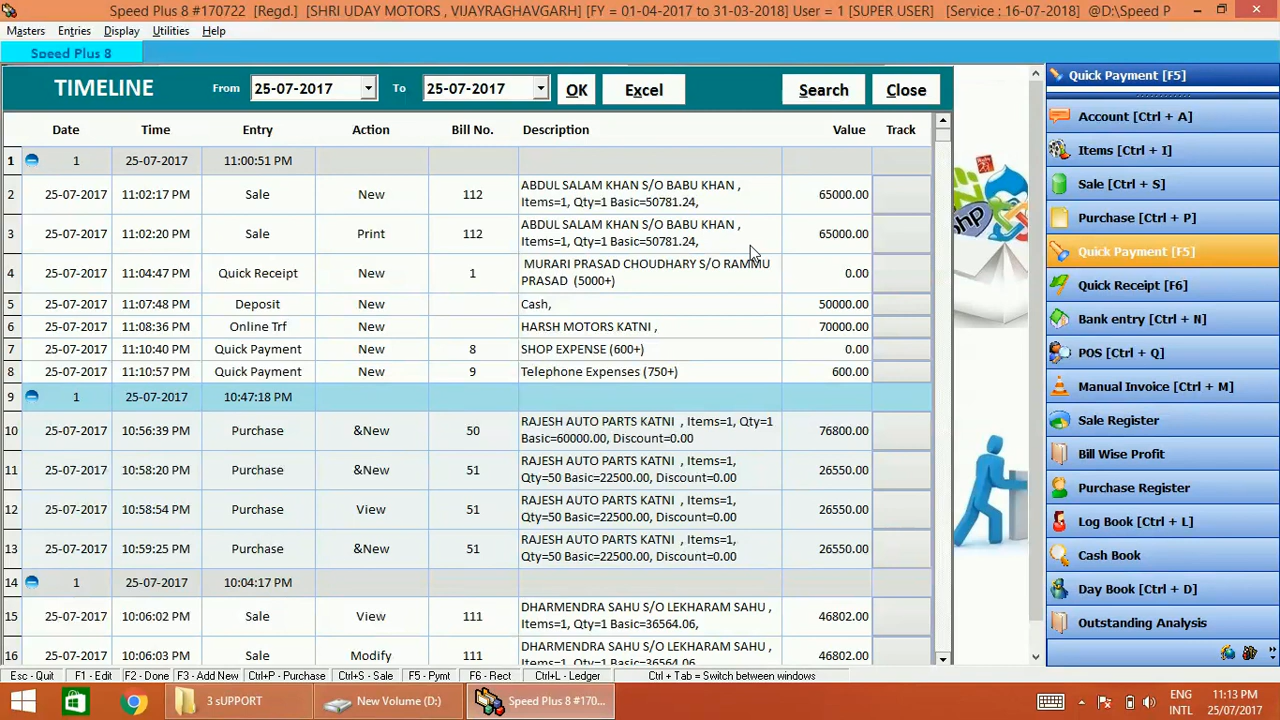 Speed Plus 8 #170722 [Regd.] [SHRI UDAY MOTORS , VIJAYRAGHAVGARH] [FY = 01-04-2017 to 31-03-2018] User = 1 [SUPER USER] [Service : 16-07-2018] @D:\Speed P
Masters Entries Display Utilities Help
Speed Plus 8
TIMELINE From 25-07-2017 To 25-07-2017 OK Excel Search Close
Date Time Entry Action Bill No. Description Value Track
1 1 25-07-2017 11:00:51 PM
2 25-07-2017 11:02:17 PM Sale New 112 ABDUL SALAM KHAN S/O BABU KHAN , 65000.00
Items=1, Qty=1 Basic=50781.24,
3 25-07-2017 11:02:20 PM Sale Print 112 ABDUL SALAM KHAN S/O BABU KHAN , 65000.00
Items=1, Qty=1 Basic=50781.24,
4 25-07-2017 11:04:47 PM Quick Receipt New 1 MURARI PRASAD CHOUDHARY S/O RAMMU 0.00
PRASAD (5000+)
5 25-07-2017 11:07:48 PM Deposit New Cash, 50000.00
6 25-07-2017 11:08:36 PM Online Trf New HARSH MOTORS KATNI , 70000.00
7 25-07-2017 11:10:40 PM Quick Payment New 8 SHOP EXPENSE (600+) 0.00
8 25-07-2017 11:10:57 PM Quick Payment New 9 Telephone Expenses (750+) 600.00
9 1 25-07-2017 10:47:18 PM
10 25-07-2017 10:56:39 PM Purchase &New 50 RAJESH AUTO PARTS KATNI , Items=1, Qty=1 76800.00
Basic=60000.00, Discount=0.00
11 25-07-2017 10:58:20 PM Purchase &New 51 RAJESH AUTO PARTS KATNI , Items=1, 26550.00
Qty=50 Basic=22500.00, Discount=0.00
12 25-07-2017 10:58:54 PM Purchase View 51 RAJESH AUTO PARTS KATNI , Items=1, 26550.00
Qty=50 Basic=22500.00, Discount=0.00
13 25-07-2017 10:59:25 PM Purchase &New 51 RAJESH AUTO PARTS KATNI , Items=1, 26550.00
Qty=50 Basic=22500.00, Discount=0.00
14 1 25-07-2017 10:04:17 PM
15 25-07-2017 10:06:02 PM Sale View 111 DHARMENDRA SAHU S/O LEKHARAM SAHU , 46802.00
Items=1, Qty=1 Basic=36564.06,
16 25-07-2017 10:06:03 PM Sale Modify 111 DHARMENDRA SAHU S/O LEKHARAM SAHU , 46802.00
Items=1, Qty=1 Basic=36564.06,
php
Quick Payment [F5]
Account [Ctrl + A]
Items [Ctrl + I]
Sale [Ctrl + S]
Purchase [Ctrl + P]
Quick Payment [F5]
Quick Receipt [F6]
Bank entry [Ctrl + N]
POS [Ctrl + Q]
Manual Invoice [Ctrl + M]
Sale Register
Bill Wise Profit
Purchase Register
Log Book [Ctrl + L]
Cash Book
Day Book [Ctrl + D]
Outstanding Analysis
Esc - Quit F1 - Edit F2 - Done F3 - Add New Ctrl+P - Purchase Ctrl+S - Sale F5 - Pymt F6 - Rect Ctrl+L - Ledger Ctrl + Tab = Switch between windows
3 sUPPORT New Volume (D:) Speed Plus 8 #170...
ENG 11:13 PM
INTL 25/07/2017